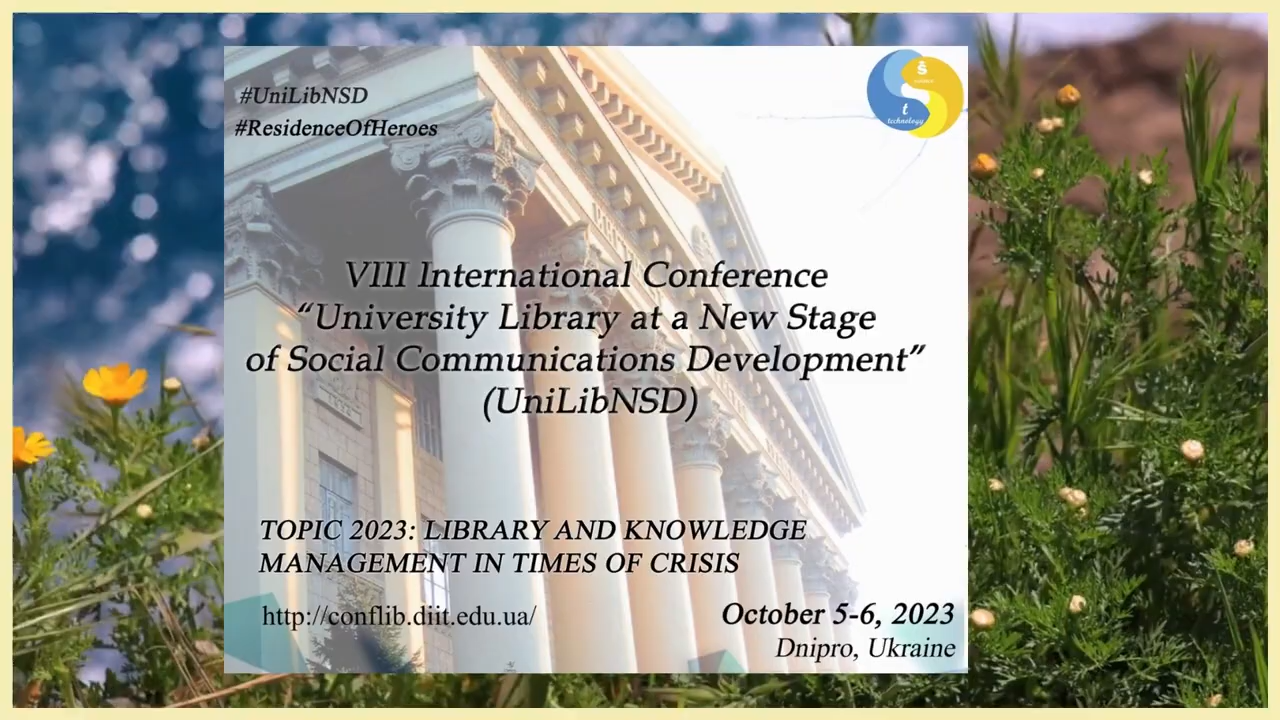 #UniLibNSD
#ResidenceOfHeroes
š
t
technology
VIII International Conference
“University Library at a New Stage
of Social Communications Development”
(UniLibNSD)
TOPIC 2023: LIBRARY AND KNOWLEDGE
MANAGEMENT IN TIMES OF CRISIS
http://conflib.diit.edu.ua/
October 5-6, 2023
Dnipro, Ukraine